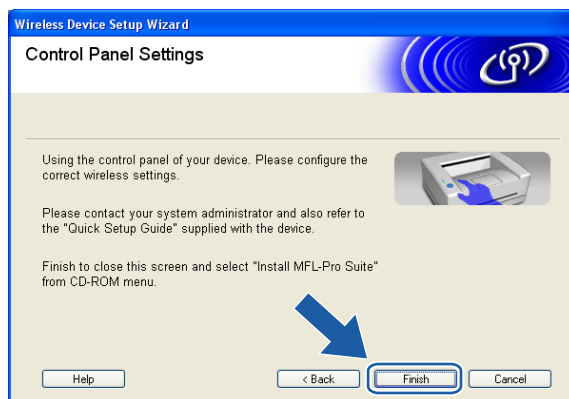 Wireless Device Setup Wizard
Control Panel Settings
Using the control panel of your device. Please configure the
correct wireless settings.
Please contact your system administrator and also refer to
the "Quick Setup Guide" supplied with the device.
Finish to close this screen and select "Install MFL-Pro Suite"
from CD-ROM menu.
Help
< Back
Finish
Cancel